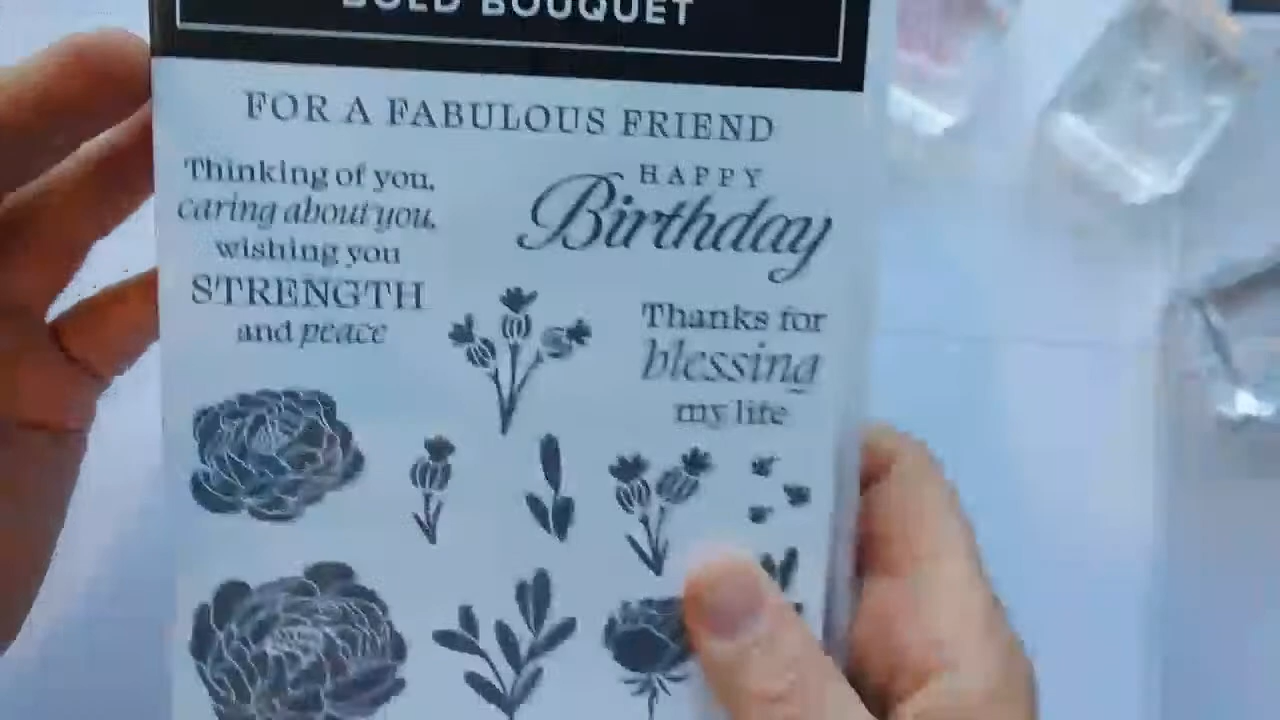 BOLD BOUQUET
FOR A FABULOUS FRIEND
Thinking of you,
caring about you,
wishing you
STRENGTH
and peace
HAPPY
Birthday
Thanks for
blessing
my life